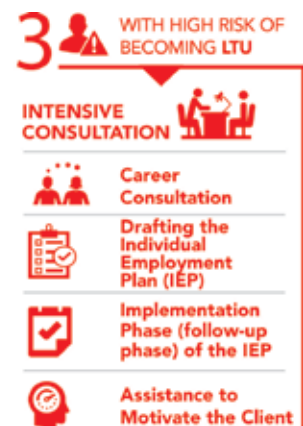 3
WITH HIGH RISK OF
BECOMING LTU
INTENSIVE
CONSULTATION
Career
Consultation
Drafting the
Individual
Employment
Plan (IEP)
Implementation
Phase (follow-up
phase) of the IEP
Assistance to
Motivate the Client